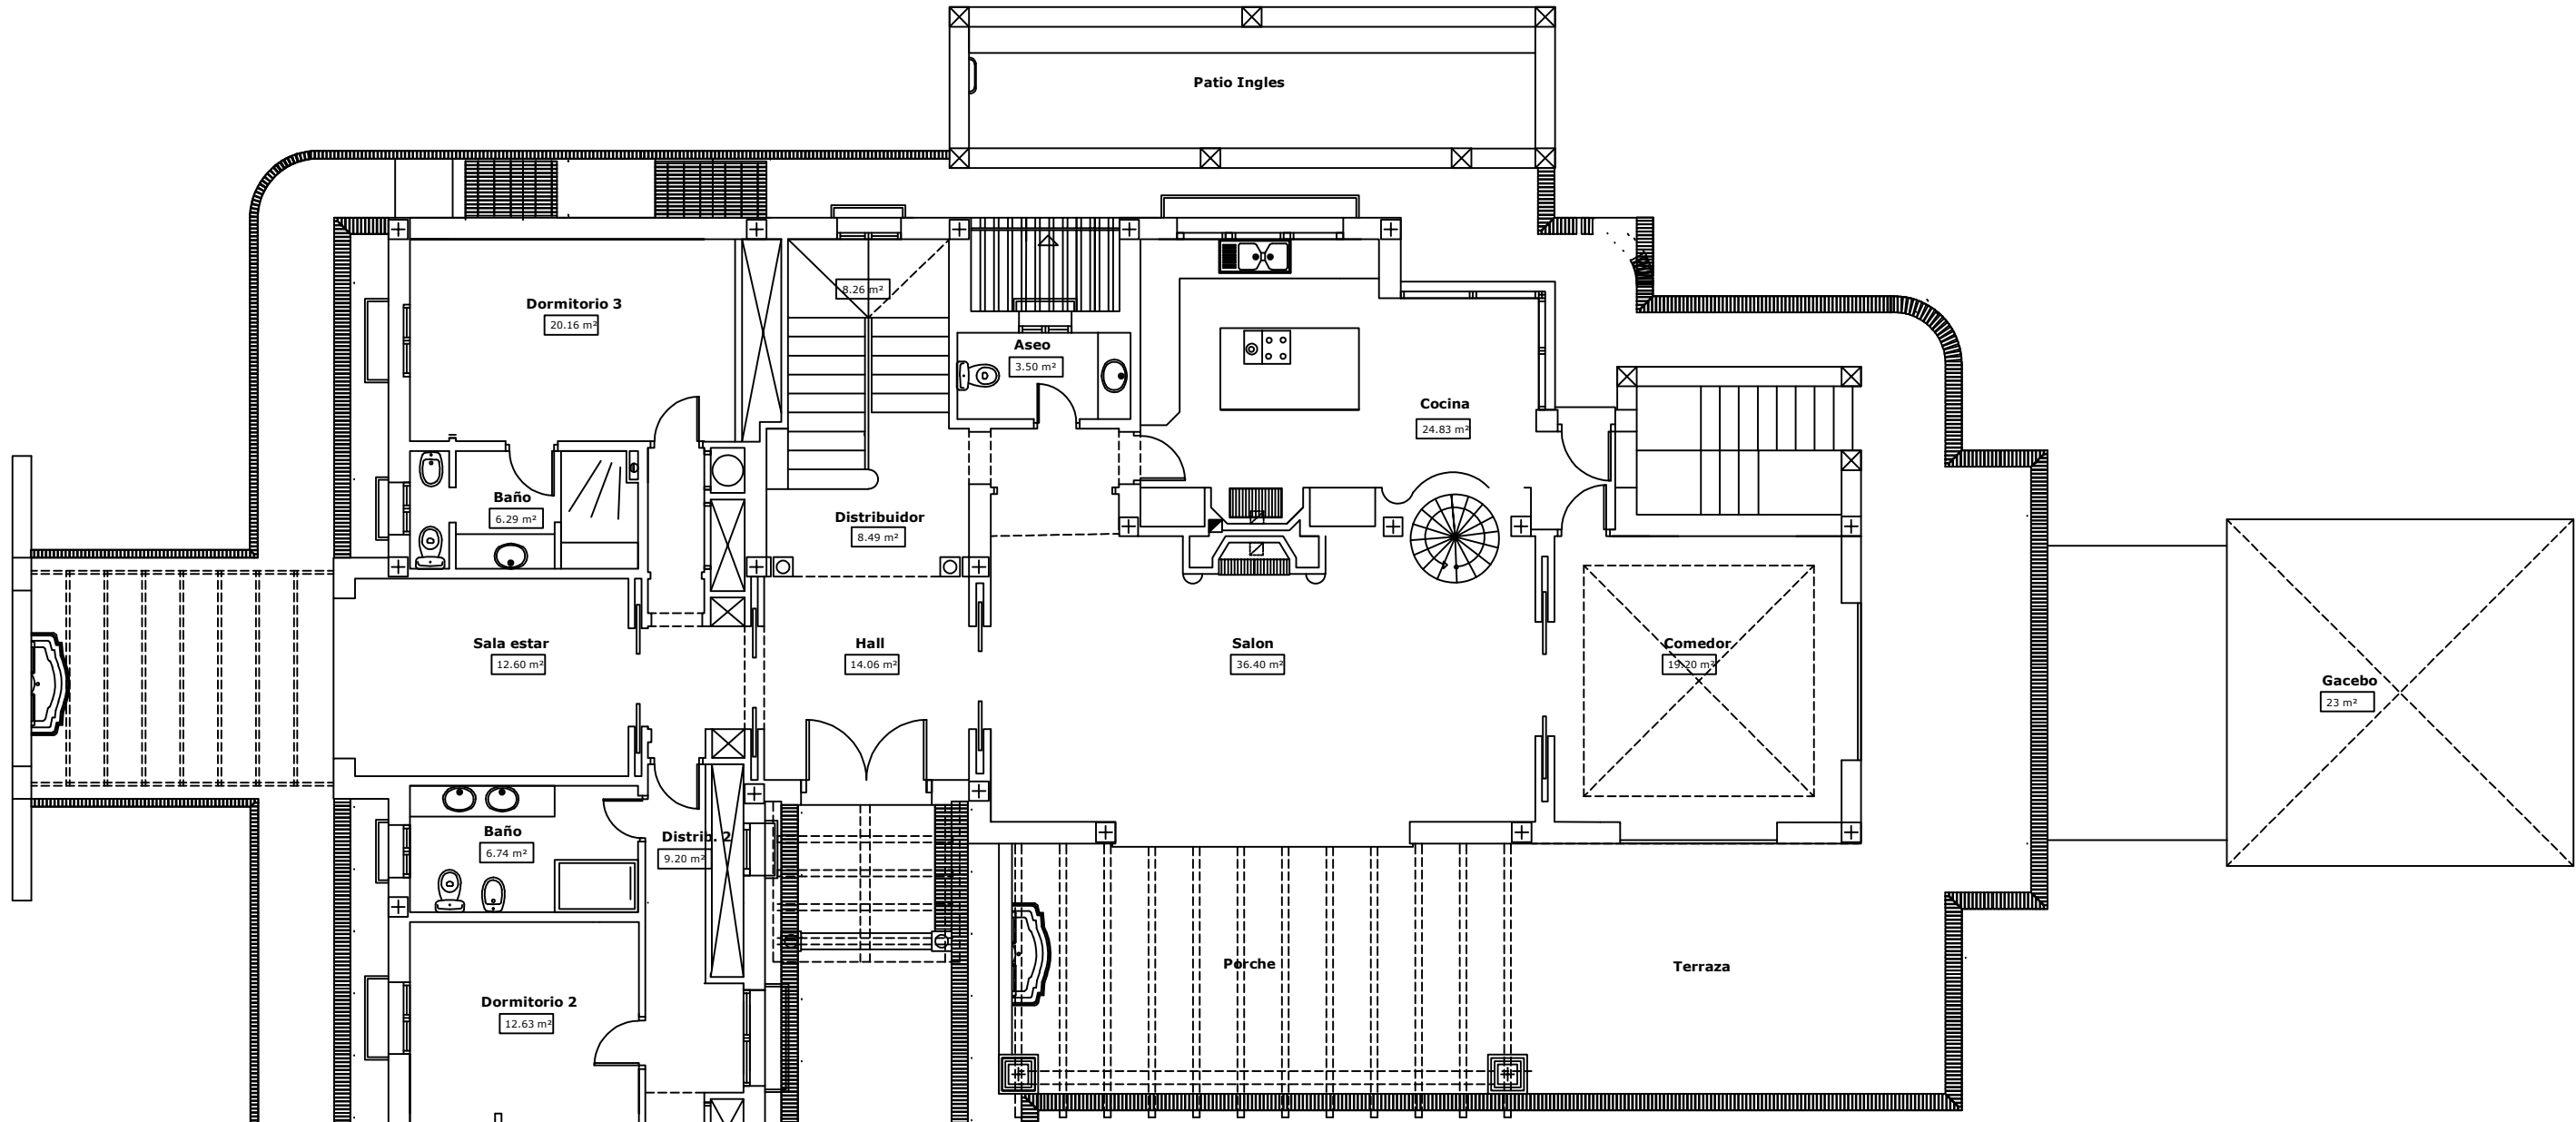 Patio Ingles
Dormitorio 3
20.16 m²
8.26 m²
Aseo
3.50 m²
Cocina
24.83 m²
Baño
6.29 m²
Distribuidor
8.49 m²
Sala estar
12.60 m²
Hall
14.06 m²
Salon
36.40 m²
Comedor
19.20 m²
Gacebo
23 m²
Baño
6.74 m²
Distrib. 2
9.20 m²
Porche
Terraza
Dormitorio 2
12.63 m²